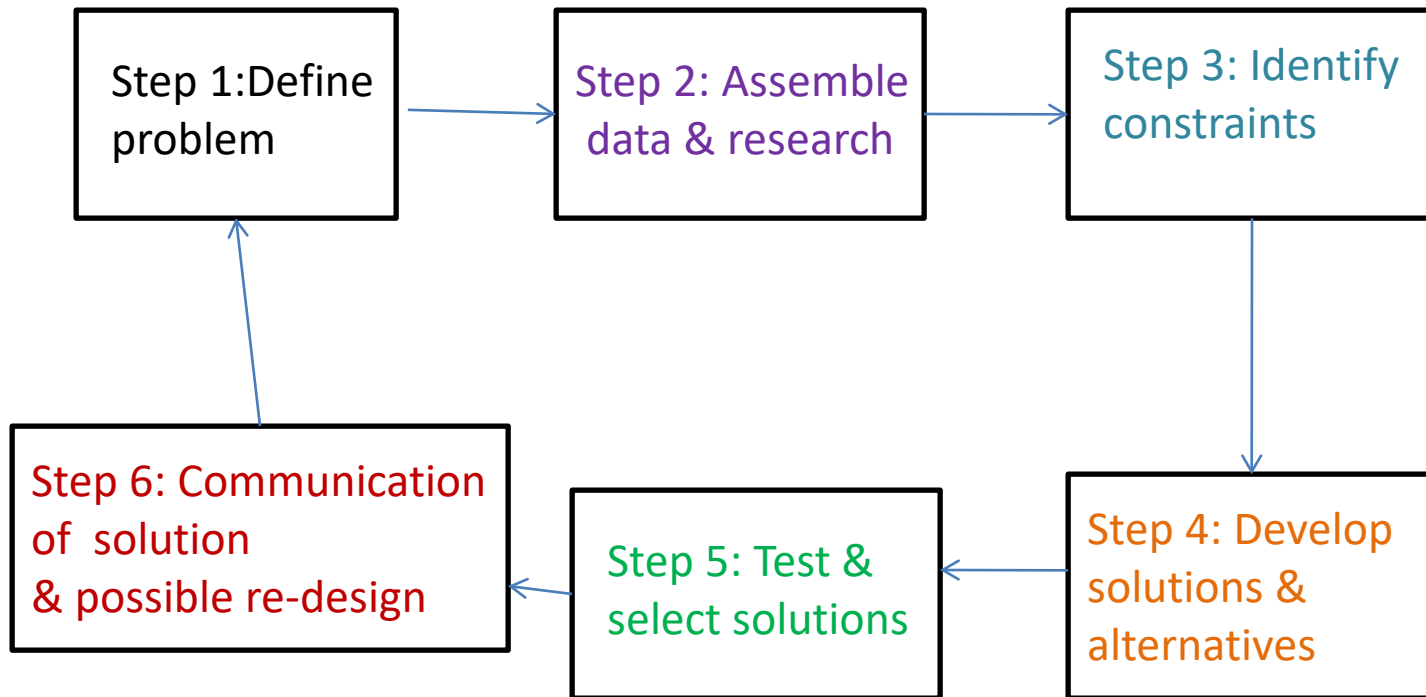 Step 1:Define
problem
Step 2: Assemble
data & research
Step 3: Identify
constraints
Step 4: Develop
solutions &
alternatives
Step 5: Test &
select solutions
Step 6: Communication
of  solution
& possible re-design